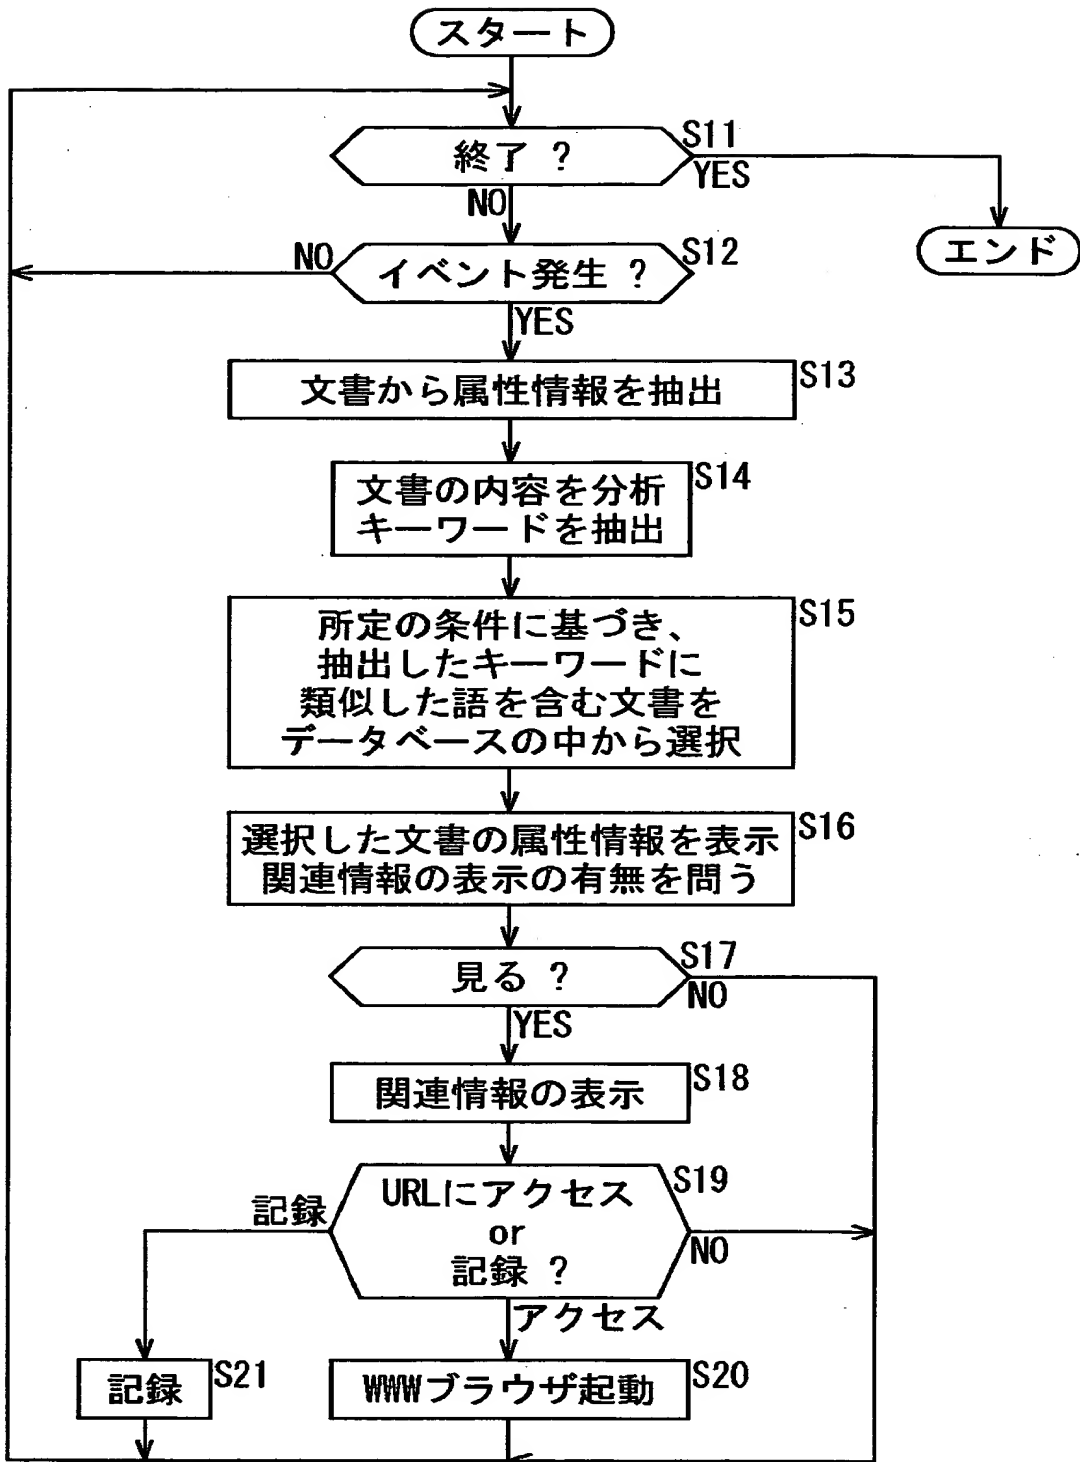 スタート
終了 ?
S11
YES
NO
エンド
イベント発生 ?
S12
NO
YES
文書から属性情報を抽出
S13
文書の内容を分析
キーワードを抽出
S14
所定の条件に基づき、
抽出したキーワードに
類似した語を含む文書を
データベースの中から選択
S15
選択した文書の属性情報を表示
関連情報の表示の有無を問う
S16
見る ?
S17
NO
YES
関連情報の表示
S18
URLにアクセス
or
記録 ?
S19
記録
NO
アクセス
記録
S21
WWWブラウザ起動
S20